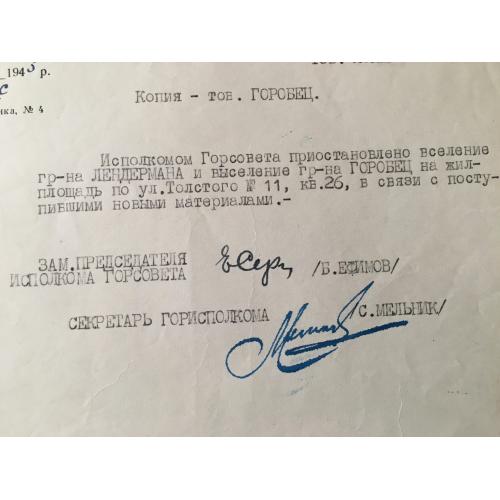 1945 р.
Копия - тов. ГОРОБЕЦ.
№ 4
Исполкомом Горсовета приостановлено вселение
гр-на ЛЕНДЕРМАНА и выселение гр-на ГОРОБЕЦ на жил-
площадь по ул.Толстого № 11, кв.26, в связи с посту-
пившими новыми материалами.-
ЗАМ.ПРЕДСЕДАТЕЛЯ
ИСПОЛКОМА ГОРСОВЕТА /Б.ЕФИМОВ/
СЕКРЕТАРЬ ГОРИСПОЛКОМА /С.МЕЛЬНИК/